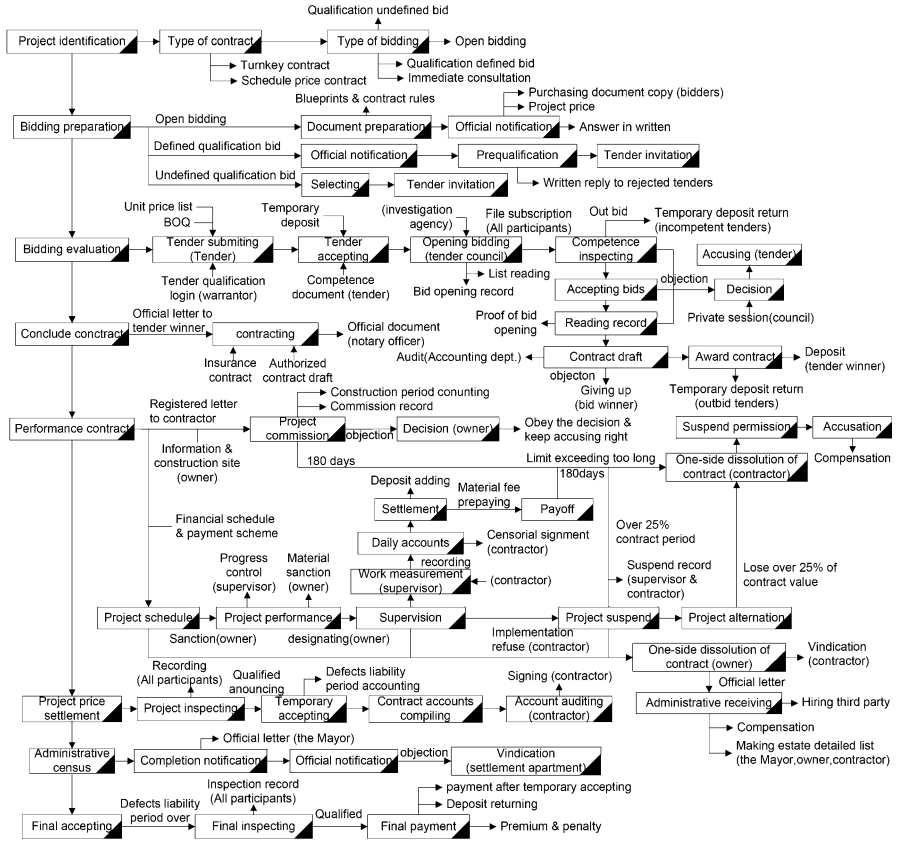 Qualification undefined bid
Project identification
Type of contract
Type of bidding
Open bidding
Turnkey contract
Schedule price contract
Qualification defined bid
Immediate consultation
Blueprints & contract rules
Purchasing document copy (bidders)
Project price
Bidding preparation
Open bidding
Document preparation
Official notification
Answer in written
Defined qualification bid
Official notification
Prequalification
Tender invitation
Undefined qualification bid
Selecting
Tender invitation
Written reply to rejected tenders
Unit price list
BOQ
Temporary
deposit
(investigation
agency)
File subscription
(All participants)
Out bid
Temporary deposit return
(incompetent tenders)
Bidding evaluation
Tender submiting
(Tender)
Tender
accepting
Opening bidding
(tender council)
Competence
inspecting
Accusing (tender)
Tender qualification
login (warrantor)
Competence
document (tender)
List reading
Bid opening record
Accepting bids
objection
Decision
Private session(council)
Official letter to
tender winner
Conclude concract
contracting
Official document
(notary officer)
Proof of bid
opening
Reading record
Insurance
contract
Authorized
contract draft
Audit(Accounting dept.)
Contract draft
Award contract
Deposit
(tender winner)
objecton
Giving up
(bid winner)
Temporary deposit return
(outbid tenders)
Construction period conunting
Commission record
Registered letter
to contractor
Performance contract
Project
commission
objection
Decision (owner)
Obey the decision &
keep accusing right
Suspend permission
Accusation
Information &
construction site
(owner)
180 days
Limit exceeding too long
180days
One-side dissolution of
contract (contractor)
Compensation
Deposit adding
Settlement
Material fee
prepaying
Payoff
Financial schedule
& payment scheme
Daily accounts
Censorial signment
(contractor)
Over 25%
contract period
Progress
control
(supervisor)
Material
sanction
(owner)
recording
Work measurement
(supervisor)
(contractor)
Suspend record
(supervisor &
contractor)
Lose over 25% of
contract value
Project schedule
Project performance
Supervision
Project suspend
Project alternation
Sanction(owner)
designating(owner)
Implementation
refuse (contractor)
One-side dissolution of
contract (owner)
Vindication
(contractor)
Recording
(All participants)
Qualified
anouncing
Defects liability
period accounting
Signing (contractor)
Official letter
Project price
settlement
Project inspecting
Temporary
accepting
Contract accounts
compiling
Account auditing
(contractor)
Administrative receiving
Hiring third party
Compensation
Making estate detailed list
(the Mayor,owner,contractor)
Administrative
census
Official letter (the Mayor)
Completion notification
Official notification
objection
Vindication
(settlement apartment)
Inspection record
(All participants)
payment after temporary accepting
Deposit returning
Final accepting
Defects liability
period over
Final inspecting
Qualified
Final payment
Premium & penalty